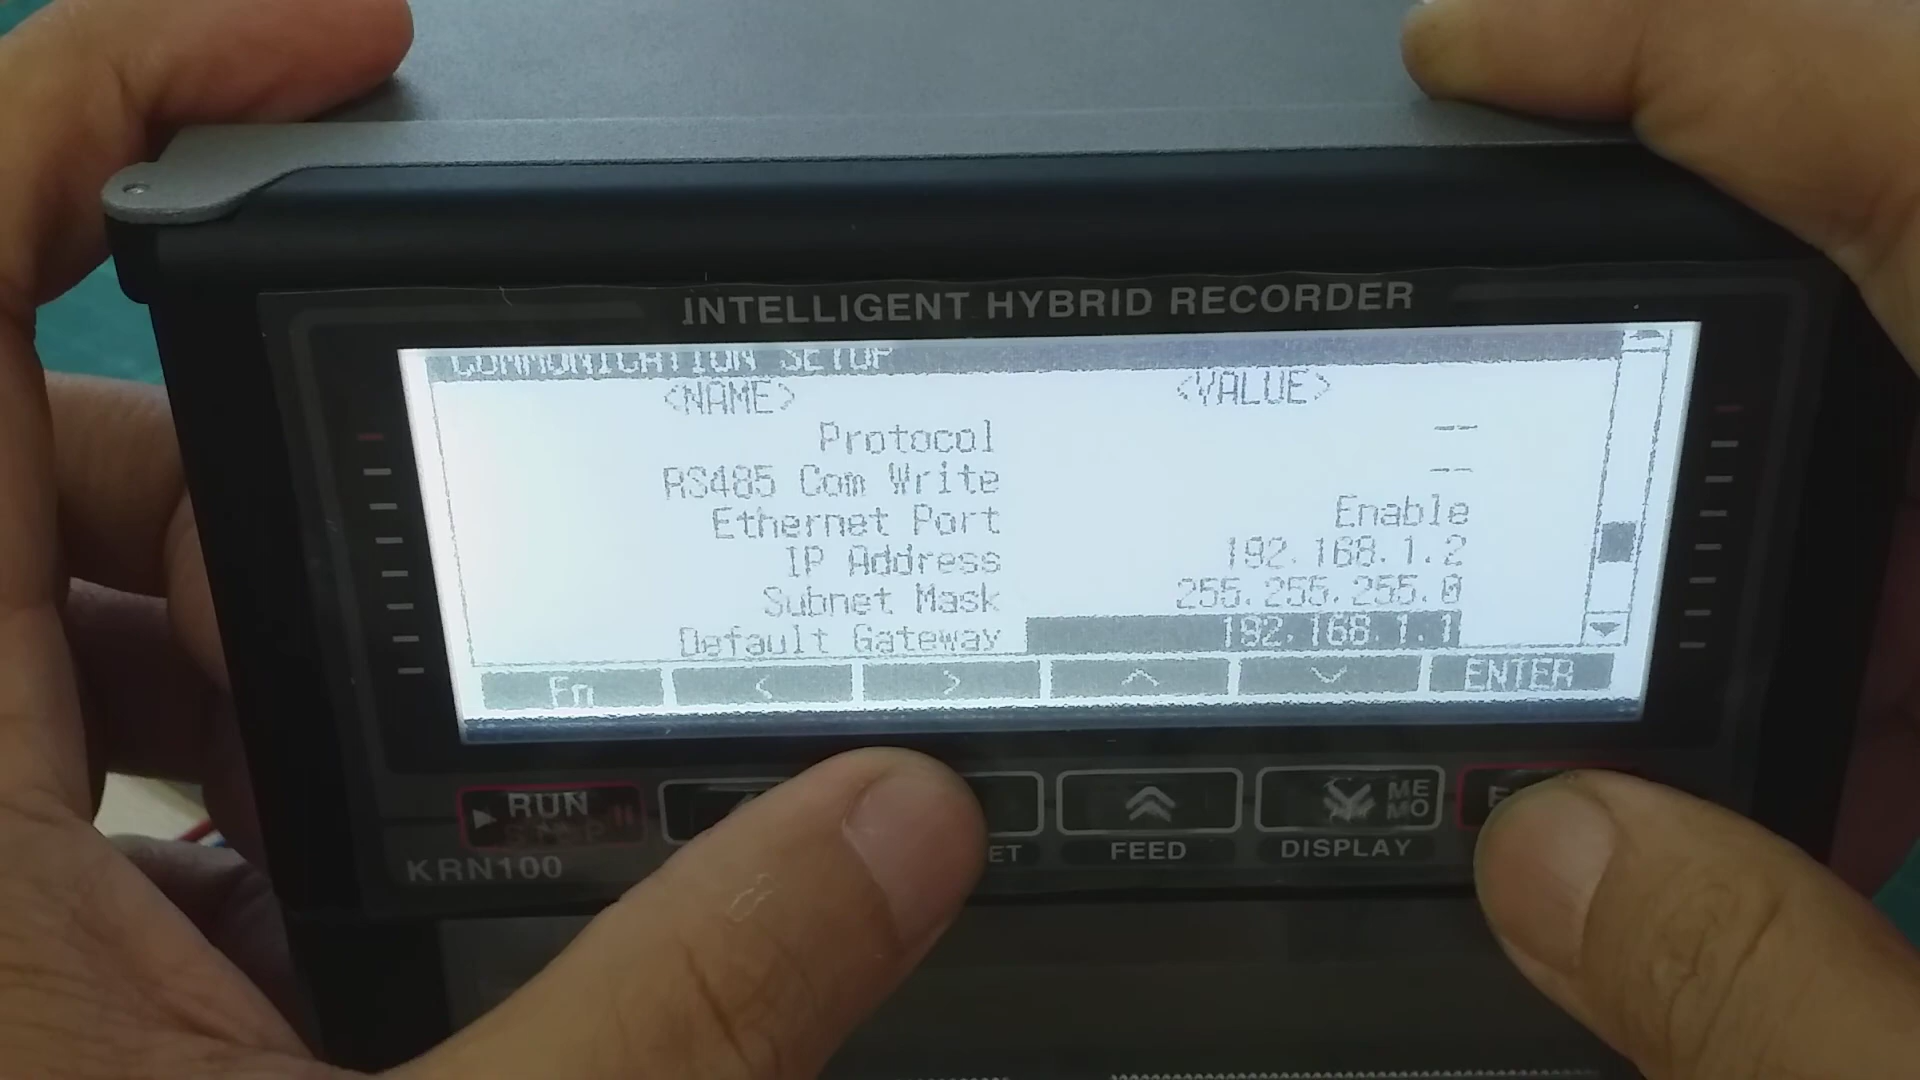 INTELLIGENT HYBRID RECORDER
COMMUNICATION SETUP
<NAME> <VALUE>
Protocol --
RS485 Com Write --
Ethernet Port Enable
IP Address 192.168.1.2
Subnet Mask 255.255.255.0
Default Gateway 192.168.1.1
Fn < > ^ ⌄ ENTER
RUN MEMO
FEED DISPLAY
KRN100